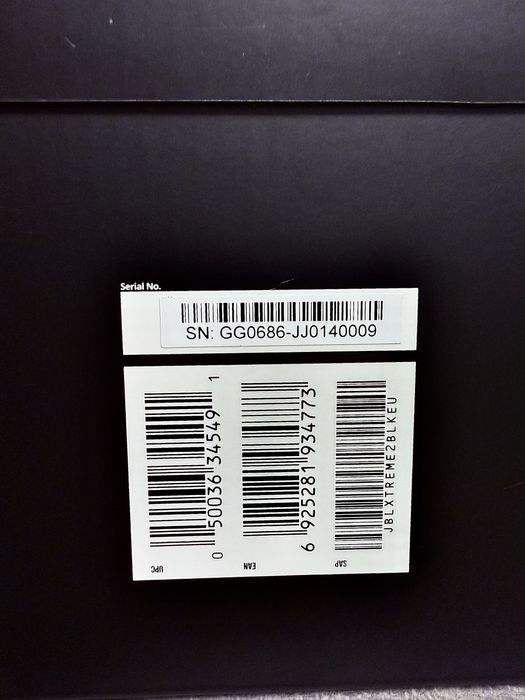 Serial No.
SN: GG0686-JJ0140009
0 50036 34549 1
6 925281 934773
JBLXTREME2BLKEU
UPC
EAN
SAP